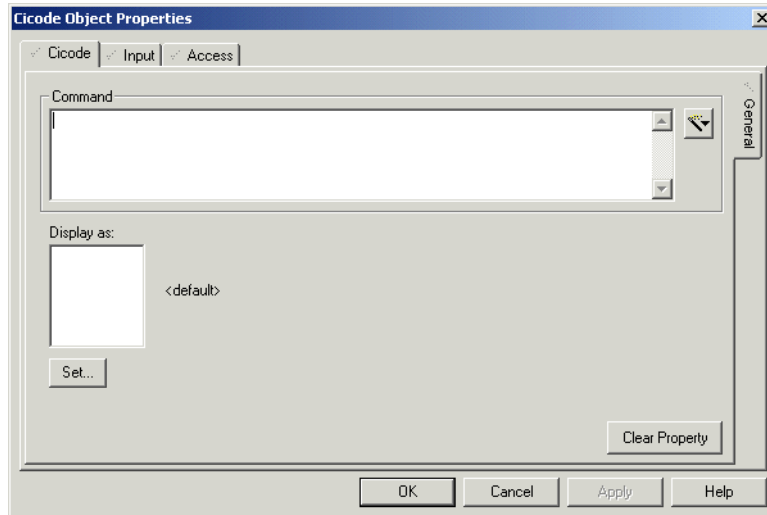 Cicode Object Properties
Cicode Input Access
General
Command
Display as:
<default>
Set...
Clear Property
OK Cancel Apply Help